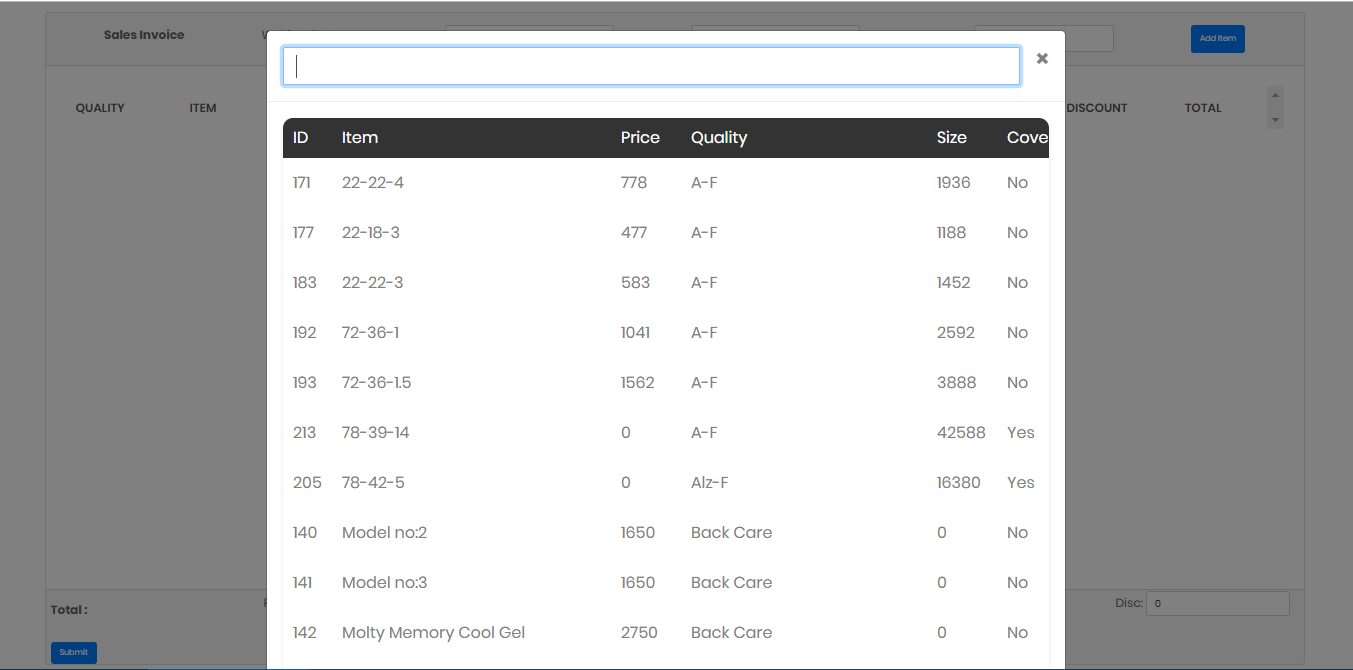 Sales Invoice
Add Item
✖
QUALITY ITEM DISCOUNT TOTAL
ID Item Price Quality Size Cove
171 22-22-4 778 A-F 1936 No
177 22-18-3 477 A-F 1188 No
183 22-22-3 583 A-F 1452 No
192 72-36-1 1041 A-F 2592 No
193 72-36-1.5 1562 A-F 3888 No
213 78-39-14 0 A-F 42588 Yes
205 78-42-5 0 Alz-F 16380 Yes
140 Model no:2 1650 Back Care 0 No
141 Model no:3 1650 Back Care 0 No
142 Molty Memory Cool Gel 2750 Back Care 0 No
Total : Disc: 0
Submit